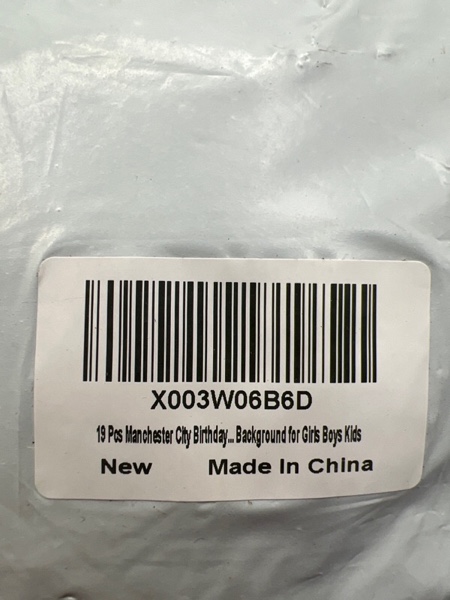 X003W06B6D
19 Pcs Manchester City Birthday... Background for Girls Boys Kids
New Made In China